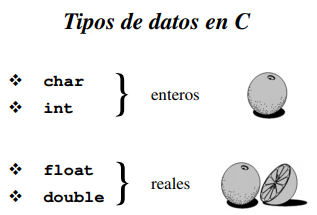 Tipos de datos en C
❖ char
❖ int
} enteros
❖ float
❖ double
} reales